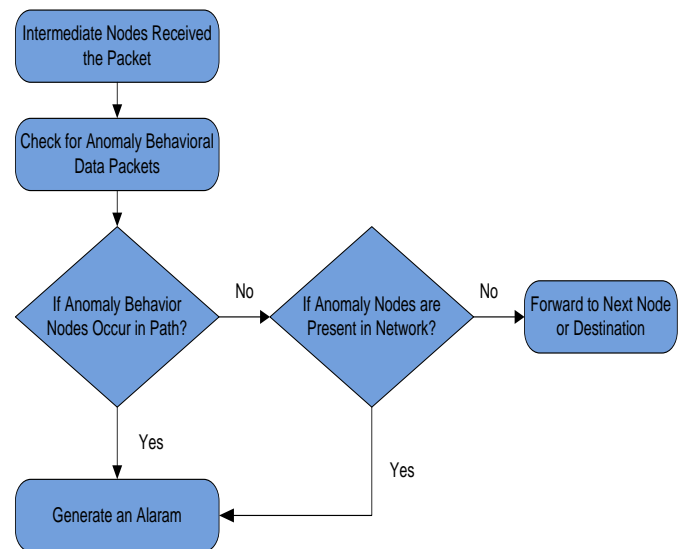 Intermediate Nodes Received
the Packet
Check for Anomaly Behavioral
Data Packets
If Anomaly Behavior
Nodes Occur in Path?
No
If Anomaly Nodes are
Present in Network?
No
Forward to Next Node
or Destination
Yes
Yes
Generate an Alaram